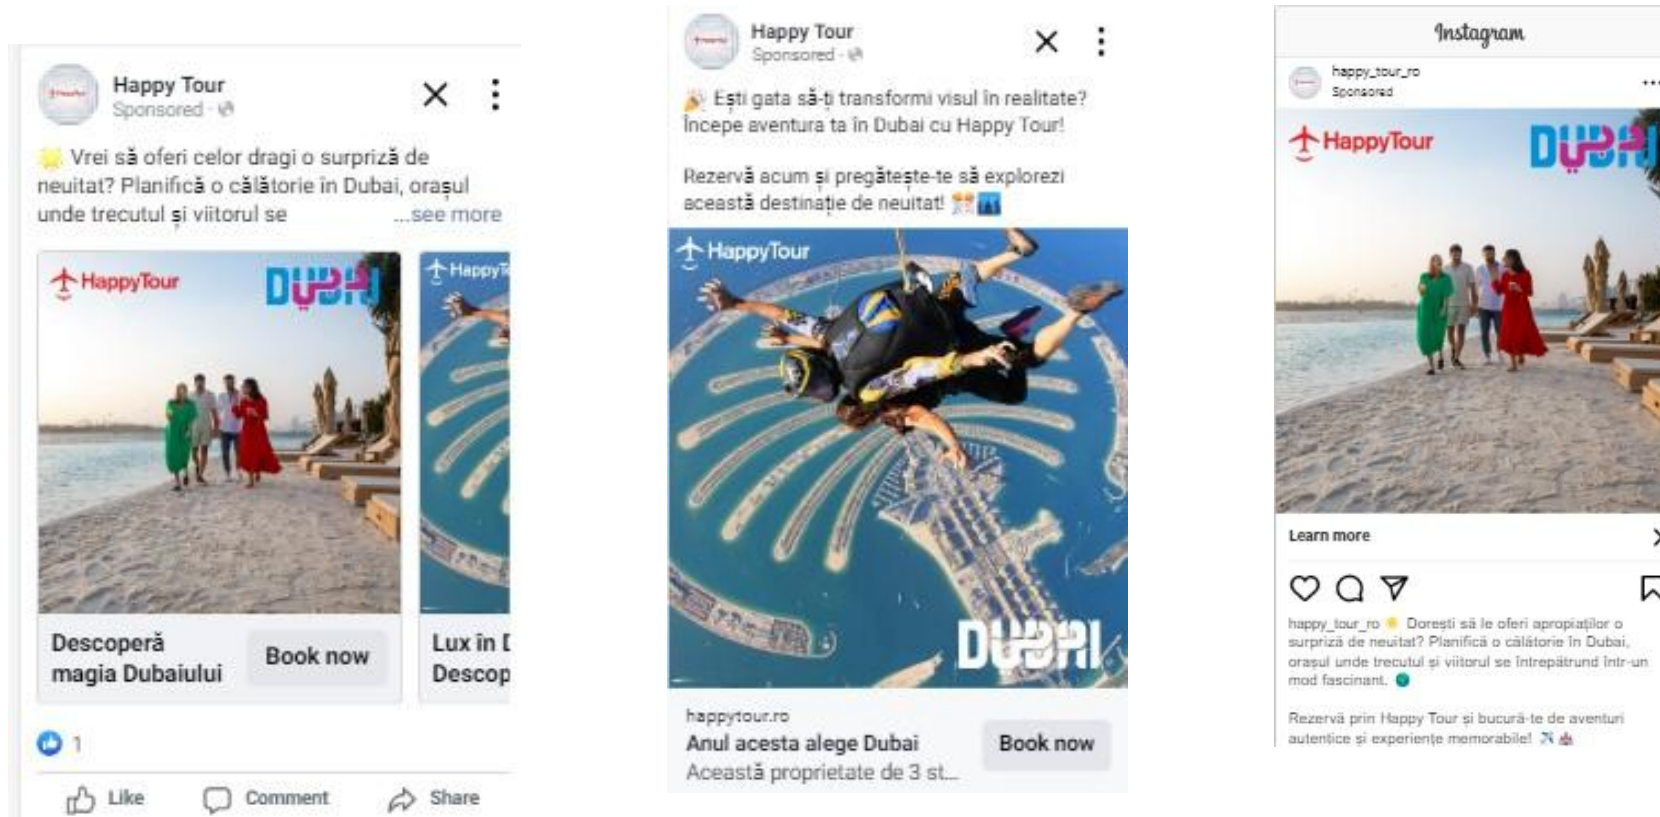 Happy Tour
Sponsored ·
Vrei să oferi celor dragi o surpriză de
neuitat? Planifică o călătorie în Dubai, orașul
unde trecutul și viitorul se ...see more
HappyTour
DUBAI
HappyTo
Descoperă
magia Dubaiului
Book now
Lux în D
Descop
1
Like Comment Share
Happy Tour
Sponsored ·
Ești gata să-ți transformi visul în realitate?
Începe aventura ta în Dubai cu Happy Tour!
Rezervă acum și pregătește-te să explorezi
această destinație de neuitat!
HappyTour
DUBAI
happytour.ro
Anul acesta alege Dubai
Această proprietate de 3 st...
Book now
Instagram
happy_tour_ro
Sponsored
HappyTour
DUBAI
Learn more
happy_tour_ro Dorești să le oferi apropiaților o
surpriză de neuitat? Planifică o călătorie în Dubai,
orașul unde trecutul și viitorul se întrepătrund într-un
mod fascinant.
Rezervă prin Happy Tour și bucură-te de aventuri
autentice și experiențe memorabile!